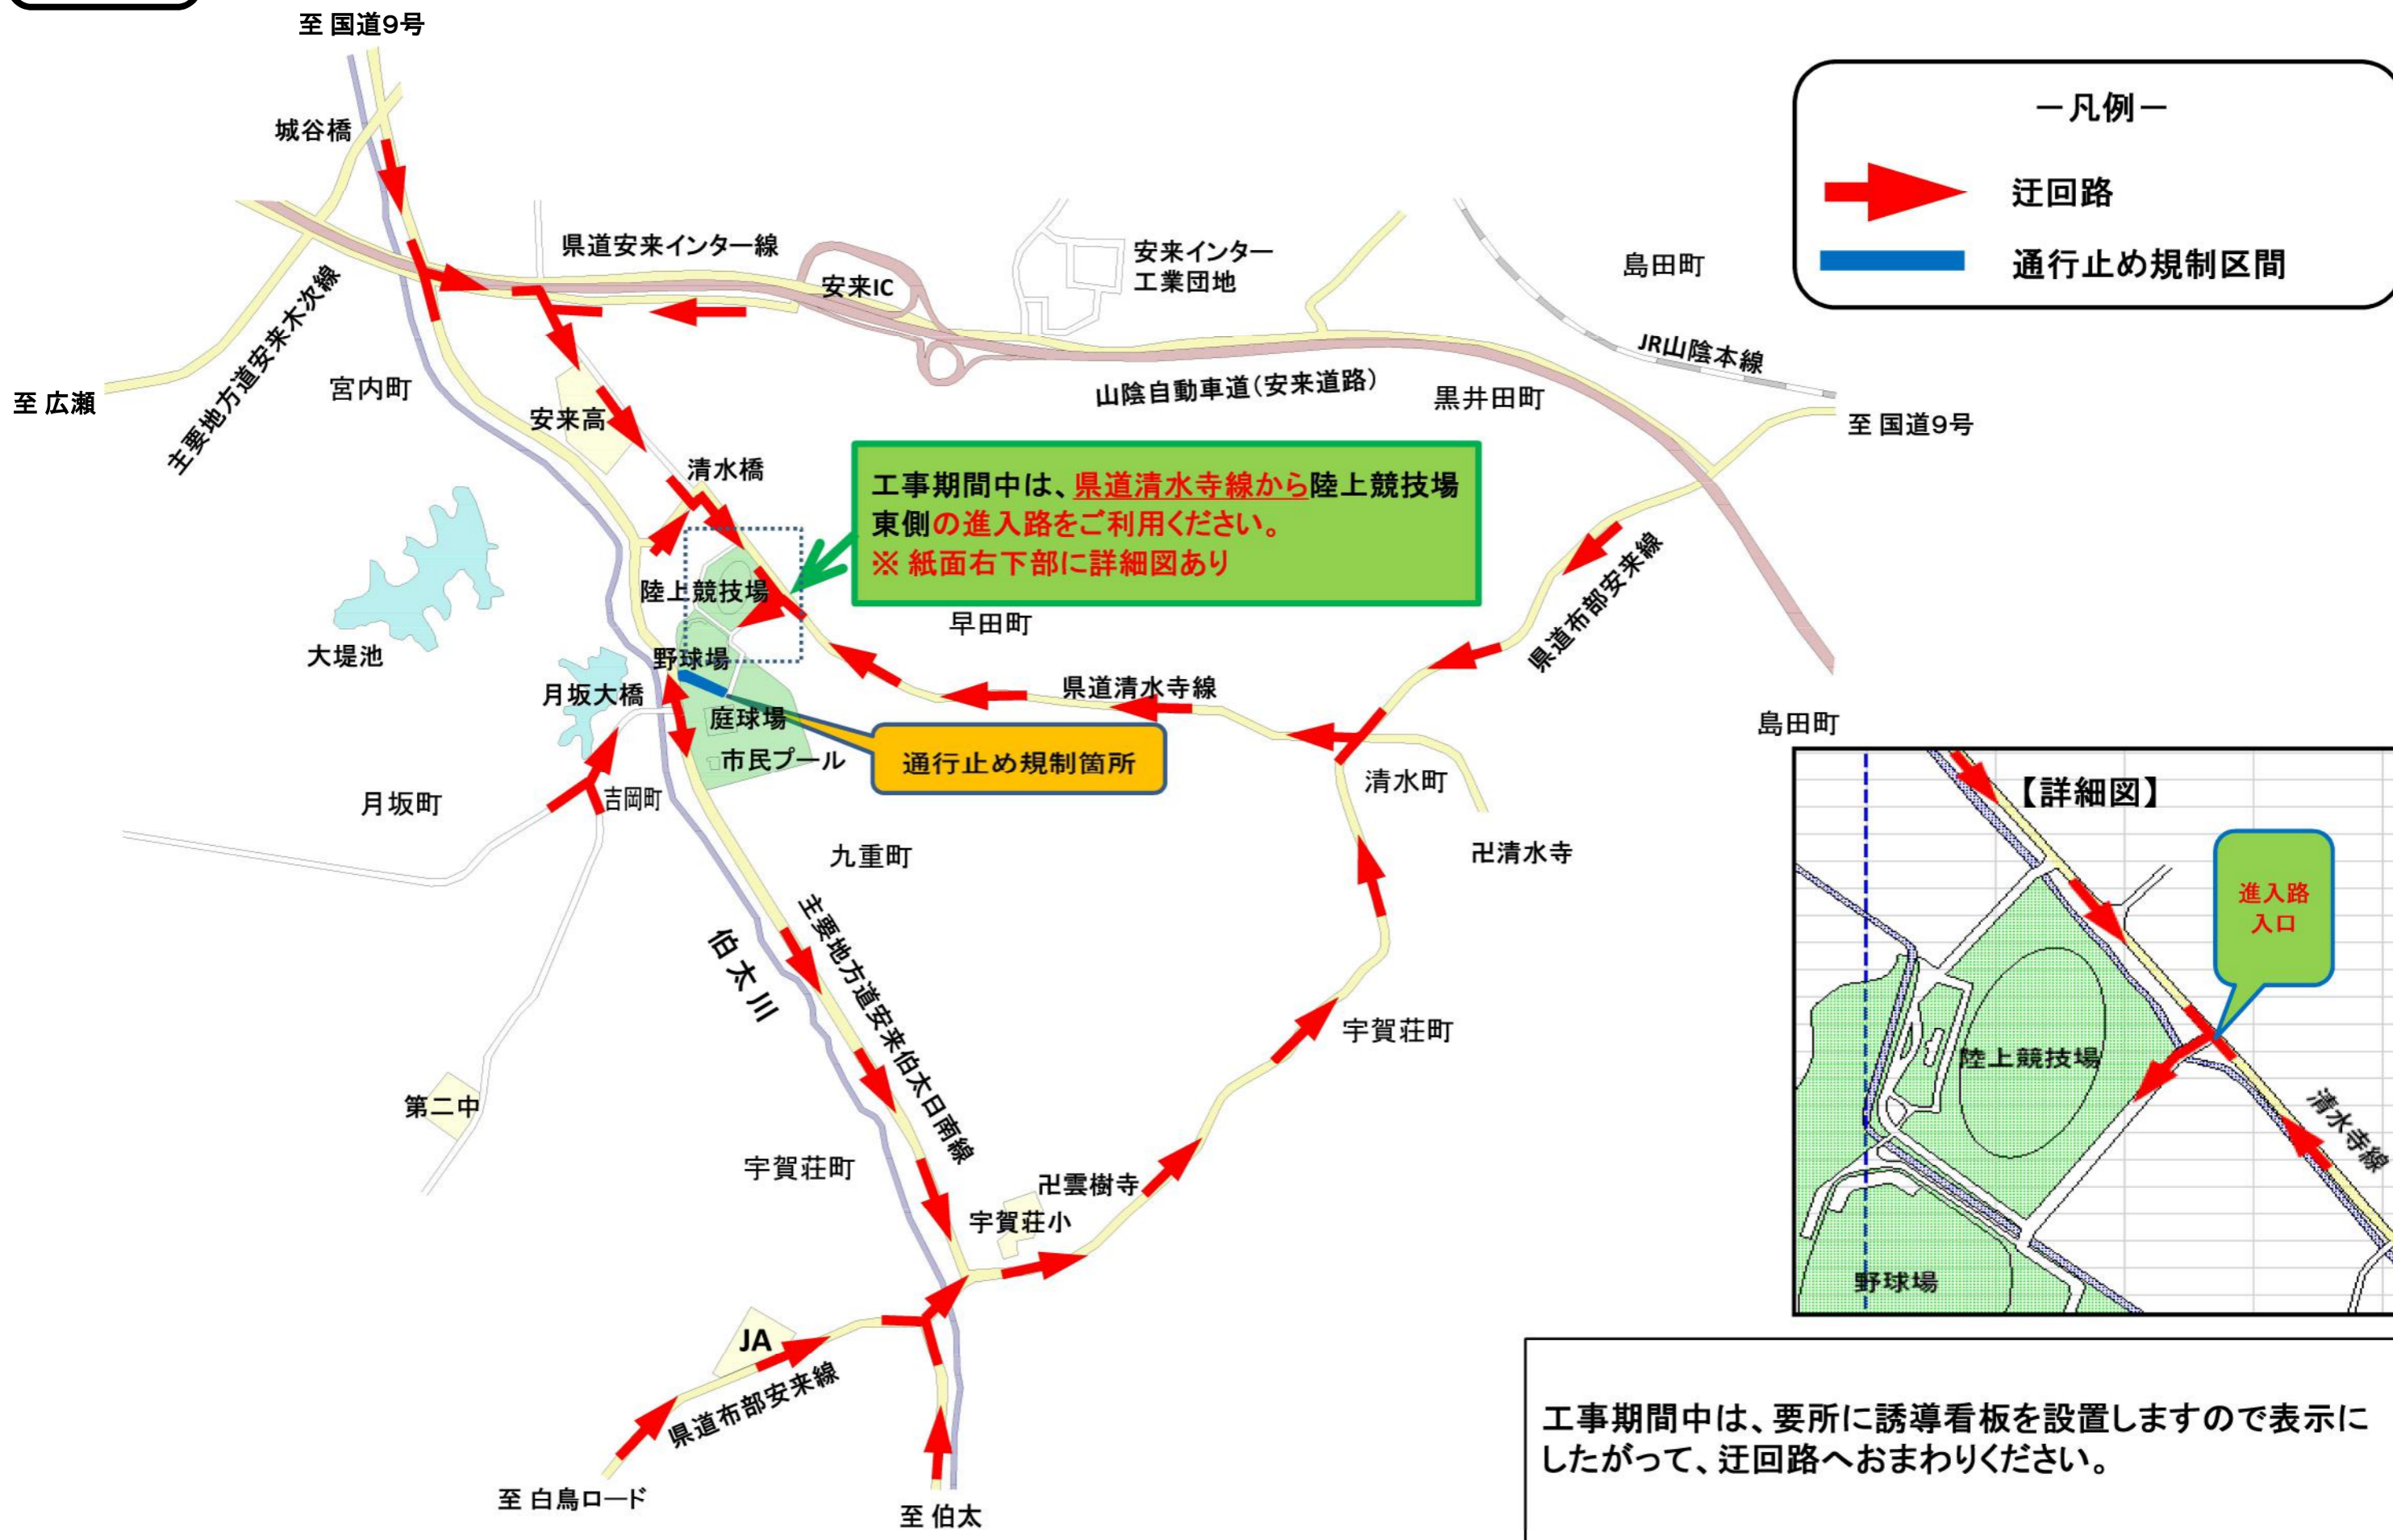 至 国道9号
城谷橋
県道安来インター線
安来IC
安来インター
工業団地
島田町
－凡例－
迂回路
通行止め規制区間
主要地方道安来木次線
至 広瀬
宮内町
安来高
清水橋
山陰自動車道（安来道路）
JR山陰本線
黒井田町
至 国道9号
工事期間中は、県道清水寺線から陸上競技場
東側の進入路をご利用ください。
※ 紙面右下部に詳細図あり
陸上競技場
早田町
県道布部安来線
大堤池
野球場
月坂大橋
県道清水寺線
庭球場
市民プール
通行止め規制箇所
島田町
清水町
月坂町
吉岡町
九重町
卍清水寺
伯太川
主要地方道安来伯太日南線
宇賀荘町
第二中
宇賀荘町
卍雲樹寺
宇賀荘小
JA
県道布部安来線
至 白鳥ロード
至 伯太
【詳細図】
進入路
入口
陸上競技場
清水寺線
野球場
工事期間中は、要所に誘導看板を設置しますので表示に
したがって、迂回路へおまわりください。